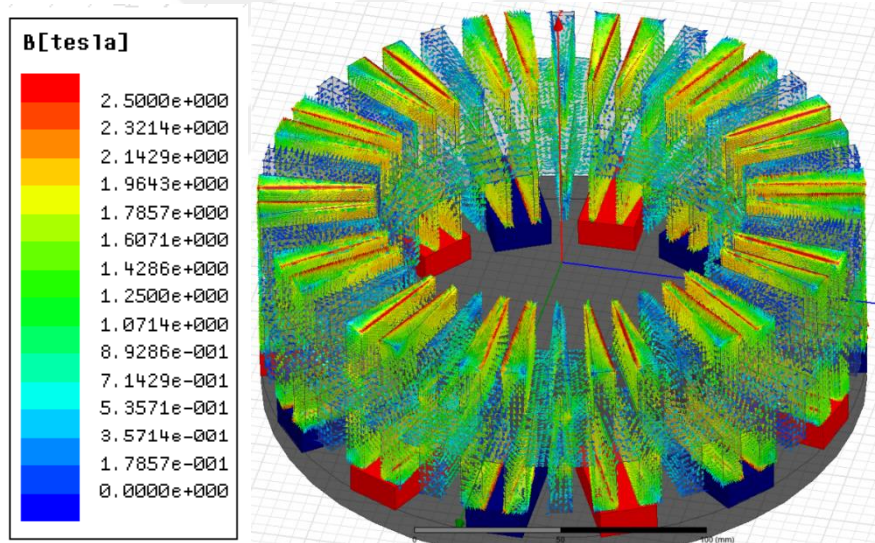 B[tesla]
2.5000e+000
2.3214e+000
2.1429e+000
1.9643e+000
1.7857e+000
1.6071e+000
1.4286e+000
1.2500e+000
1.0714e+000
8.9286e-001
7.1429e-001
5.3571e-001
3.5714e-001
1.7857e-001
0.0000e+000
0 50 100 (mm)